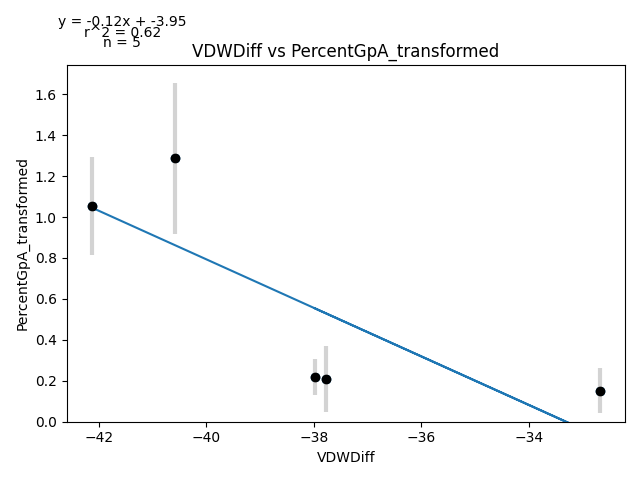 y = -0.12x + -3.95
r^2 = 0.62
n = 5
VDWDiff vs PercentGpA_transformed
PercentGpA_transformed
1.6
1.4
1.2
1.0
0.8
0.6
0.4
0.2
0.0
−42 −40 −38 −36 −34
VDWDiff